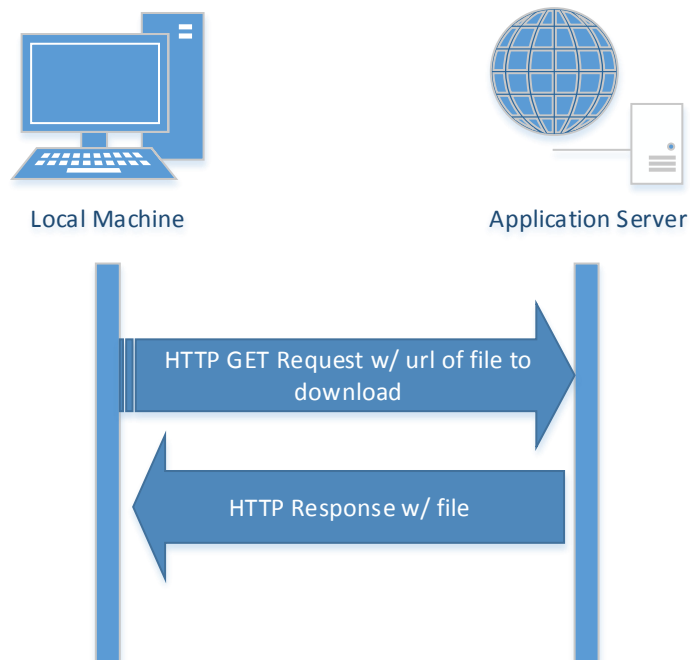 Local Machine
Application Server
HTTP GET Request w/ url of file to
download
HTTP Response w/ file